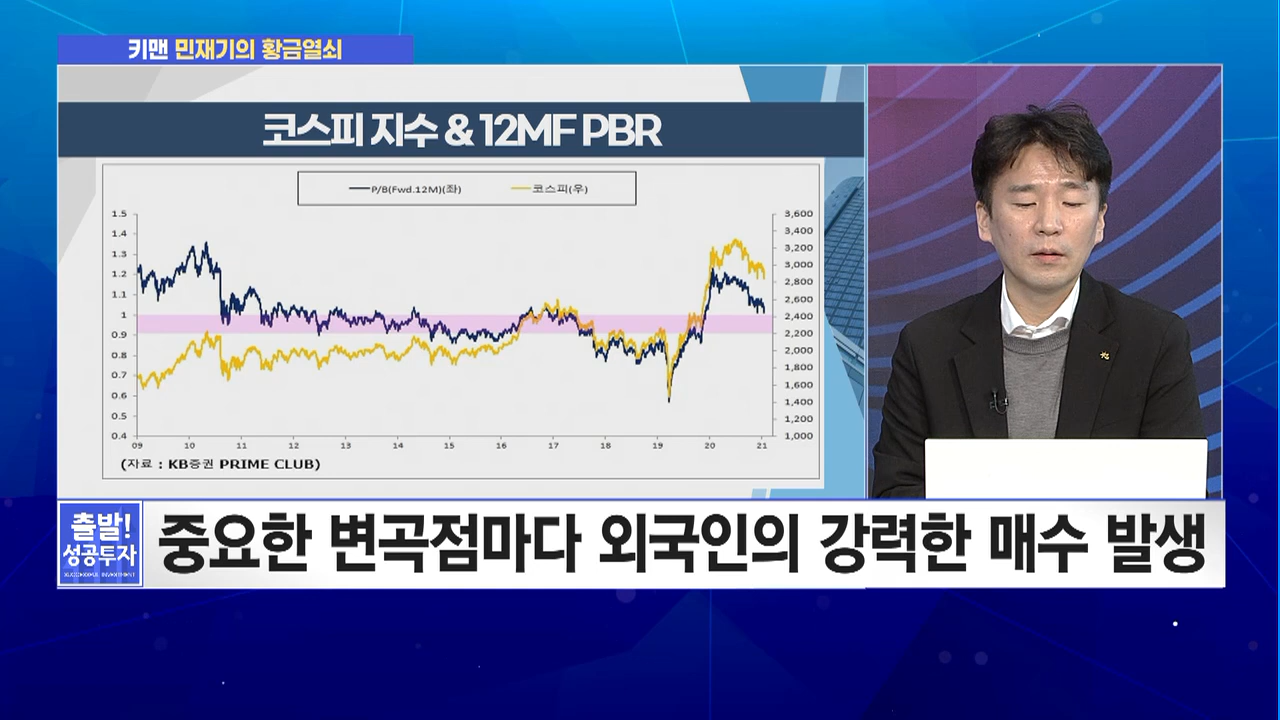 키맨 민재기의 황금열쇠
코스피 지수 & 12MF PBR
P/B(Fwd.12M)(좌) 코스피(우)
1.5
1.4
1.3
1.2
1.1
1
0.9
0.8
0.7
0.6
0.5
0.4
3,600
3,400
3,200
3,000
2,800
2,600
2,400
2,200
2,000
1,800
1,600
1,400
1,200
1,000
09 10 11 12 13 14 15 16 17 18 19 20 21
(자료 : KB증권 PRIME CLUB)
출발!
성공투자
SUCCESSFUL INVESTMENT
중요한 변곡점마다 외국인의 강력한 매수 발생